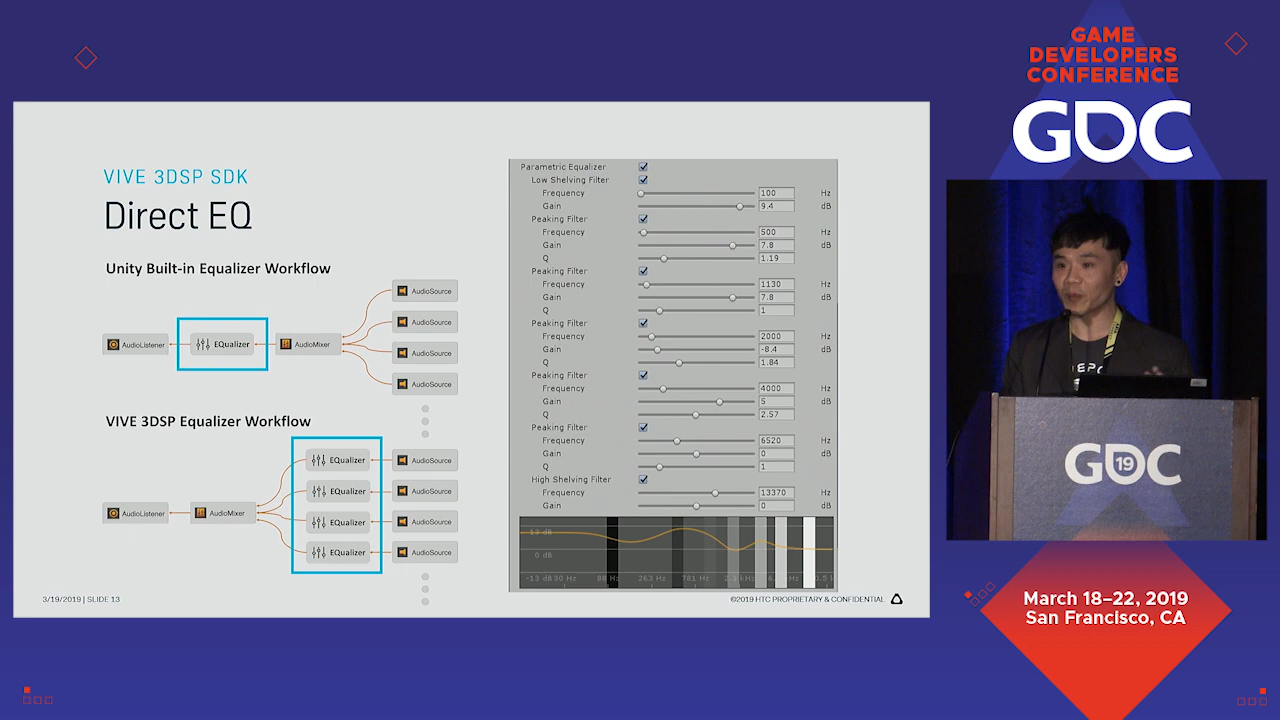 GAME
DEVELOPERS
CONFERENCE
GDC
VIVE 3DSP SDK
Direct EQ
Unity Built-in Equalizer Workflow
AudioListener
EQualizer
AudioMixer
AudioSource
AudioSource
AudioSource
AudioSource
VIVE 3DSP Equalizer Workflow
AudioListener
AudioMixer
EQualizer
EQualizer
EQualizer
EQualizer
AudioSource
AudioSource
AudioSource
AudioSource
Parametric Equalizer
Low Shelving Filter
Frequency 100 Hz
Gain 9.4 dB
Peaking Filter
Frequency 500 Hz
Gain 7.8 dB
Q 1.19
Peaking Filter
Frequency 1130 Hz
Gain 7.8 dB
Q 1
Peaking Filter
Frequency 2000 Hz
Gain -8.4 dB
Q 1.84
Peaking Filter
Frequency 4000 Hz
Gain 5 dB
Q 2.57
Peaking Filter
Frequency 6520 Hz
Gain 0 dB
Q 1
High Shelving Filter
Frequency 13370 Hz
Gain 0 dB
0 dB
-13 dB 30 Hz 88 Hz 263 Hz 781 Hz
3/19/2019 | SLIDE 13
©2019 HTC PROPRIETARY & CONFIDENTIAL
GDC
19
March 18–22, 2019
San Francisco, CA